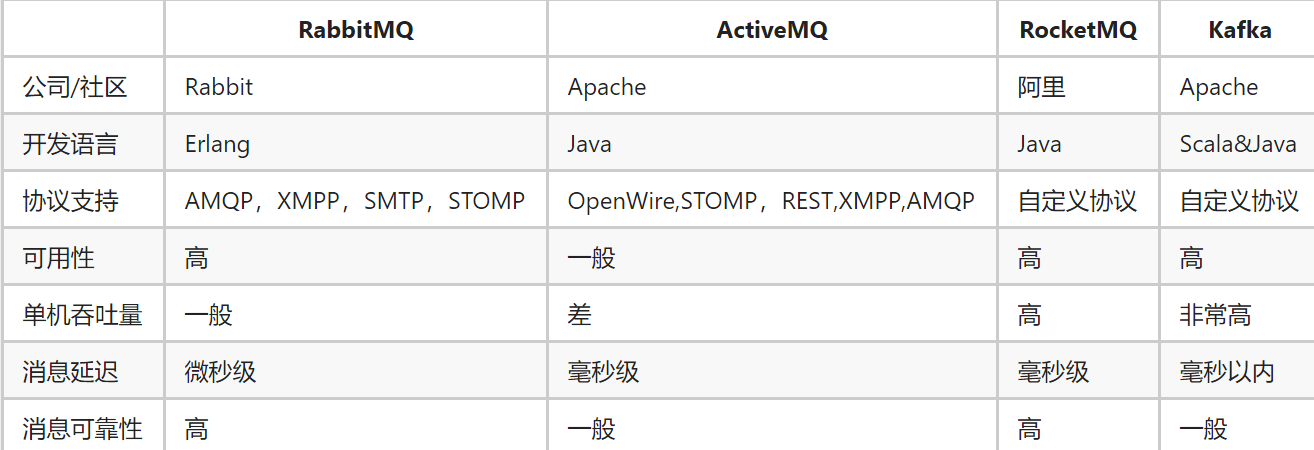 RabbitMQ ActiveMQ RocketMQ Kafka
公司/社区 Rabbit Apache 阿里 Apache
开发语言 Erlang Java Java Scala&Java
协议支持 AMQP，XMPP，SMTP，STOMP OpenWire,STOMP，REST,XMPP,AMQP 自定义协议 自定义协议
可用性 高 一般 高 高
单机吞吐量 一般 差 高 非常高
消息延迟 微秒级 毫秒级 毫秒级 毫秒以内
消息可靠性 高 一般 高 一般